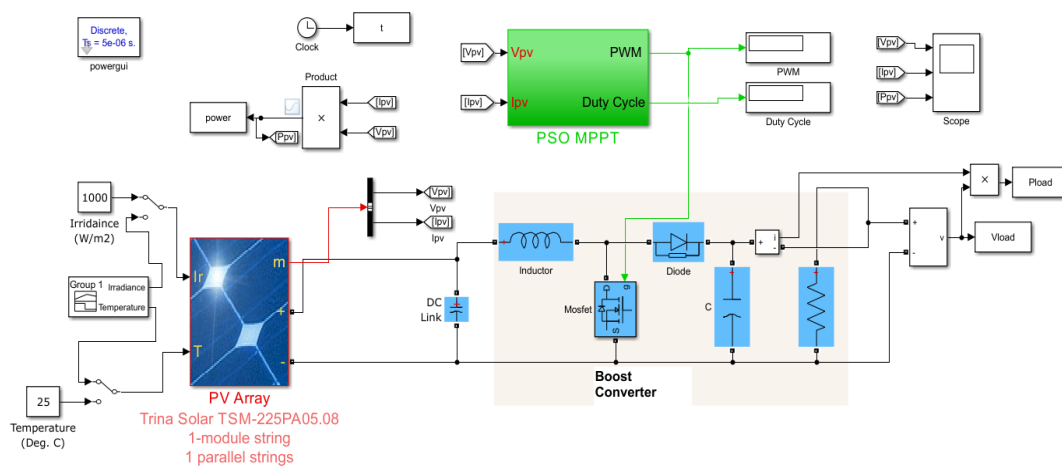 Discrete,
Ts = 5e-06 s.
powergui
Clock
t
[Vpv]
Vpv
[Ipv]
Ipv
PWM
Duty Cycle
PSO MPPT
PWM
Duty Cycle
[Vpv]
[Ipv]
[Ppv]
Scope
Product
power
×
[Ipv]
[Vpv]
[Ppv]
1000
Irridaince
(W/m2)
Group 1
Irradiance
Temperature
25
Temperature
(Deg. C)
Ir
T
m
+
-
PV Array
Trina Solar TSM-225PA05.08
1-module string
1 parallel strings
[Vpv]
Vpv
[Ipv]
Ipv
DC
Link
+
+
Inductor
Mosfet
D
g
S
Diode
+
C
+
-
i
+
Boost
Converter
+
-
v
×
Pload
Vload